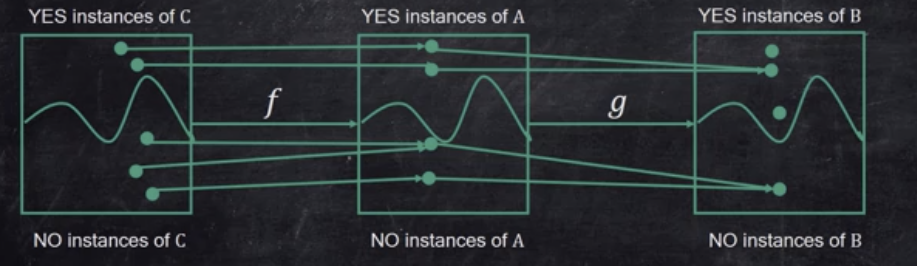 YES instances of C
YES instances of A
YES instances of B
f
g
NO instances of C
NO instances of A
NO instances of B